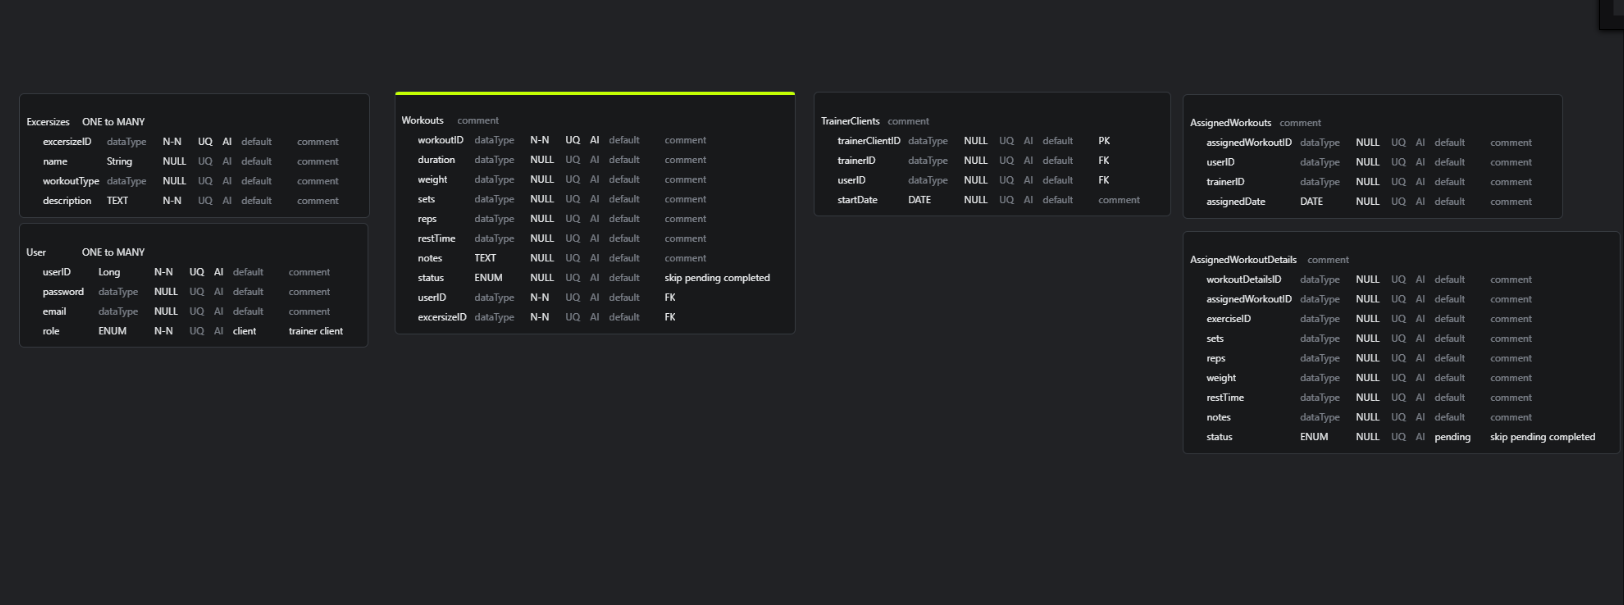 Excersizes ONE to MANY
excersizeID dataType N-N UQ AI default comment
name String NULL UQ AI default comment
workoutType dataType NULL UQ AI default comment
description TEXT N-N UQ AI default comment
User ONE to MANY
userID Long N-N UQ AI default comment
password dataType NULL UQ AI default comment
email dataType NULL UQ AI default comment
role ENUM N-N UQ AI client trainer client
Workouts comment
workoutID dataType N-N UQ AI default comment
duration dataType NULL UQ AI default comment
weight dataType NULL UQ AI default comment
sets dataType NULL UQ AI default comment
reps dataType NULL UQ AI default comment
restTime dataType NULL UQ AI default comment
notes TEXT NULL UQ AI default comment
status ENUM NULL UQ AI default skip pending completed
userID dataType N-N UQ AI default FK
excersizeID dataType N-N UQ AI default FK
TrainerClients comment
trainerClientID dataType NULL UQ AI default PK
trainerID dataType NULL UQ AI default FK
userID dataType NULL UQ AI default FK
startDate DATE NULL UQ AI default comment
AssignedWorkouts comment
assignedWorkoutID dataType NULL UQ AI default comment
userID dataType NULL UQ AI default comment
trainerID dataType NULL UQ AI default comment
assignedDate DATE NULL UQ AI default comment
AssignedWorkoutDetails comment
workoutDetailsID dataType NULL UQ AI default comment
assignedWorkoutID dataType NULL UQ AI default comment
exerciseID dataType NULL UQ AI default comment
sets dataType NULL UQ AI default comment
reps dataType NULL UQ AI default comment
weight dataType NULL UQ AI default comment
restTime dataType NULL UQ AI default comment
notes dataType NULL UQ AI default comment
status ENUM NULL UQ AI pending skip pending completed